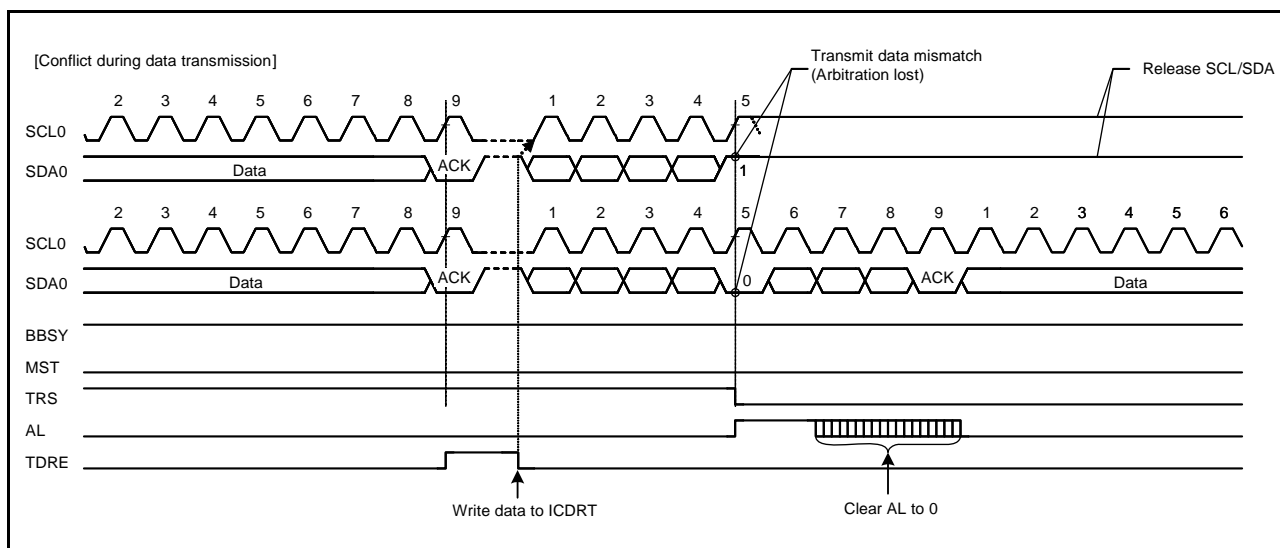 [Conflict during data transmission]
Transmit data mismatch
(Arbitration lost)
Release SCL/SDA
2 3 4 5 6 7 8 9 1 2 3 4 5
SCL0
SDA0 Data ACK 1
2 3 4 5 6 7 8 9 1 2 3 4 5 6 7 8 9 1 2 3 4 5 6
SCL0
SDA0 Data ACK 0 ACK Data
BBSY
MST
TRS
AL
TDRE
Write data to ICDRT
Clear AL to 0